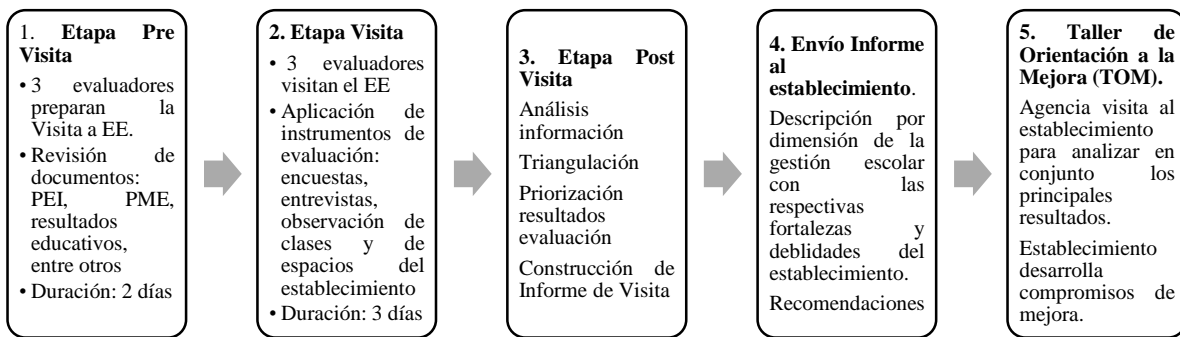 1. Etapa Pre
Visita
• 3 evaluadores
preparan la
Visita a EE.
• Revisión de
documentos:
PEI, PME,
resultados
educativos,
entre otros
• Duración: 2 días
2. Etapa Visita
• 3 evaluadores
visitan el EE
• Aplicación de
instrumentos de
evaluación:
encuestas,
entrevistas,
observación de
clases y de
espacios del
establecimiento
• Duración: 3 días
3. Etapa Post
Visita
Análisis
información
Triangulación
Priorización
resultados
evaluación
Construcción de
Informe de Visita
4. Envío Informe
al
establecimiento.
Descripción por
dimensión de la
gestión escolar
con las
respectivas
fortalezas y
deblidades del
establecimiento.
Recomendaciones
5. Taller de
Orientación a la
Mejora (TOM).
Agencia visita al
establecimiento
para analizar en
conjunto los
principales
resultados.
Establecimiento
desarrolla
compromisos de
mejora.